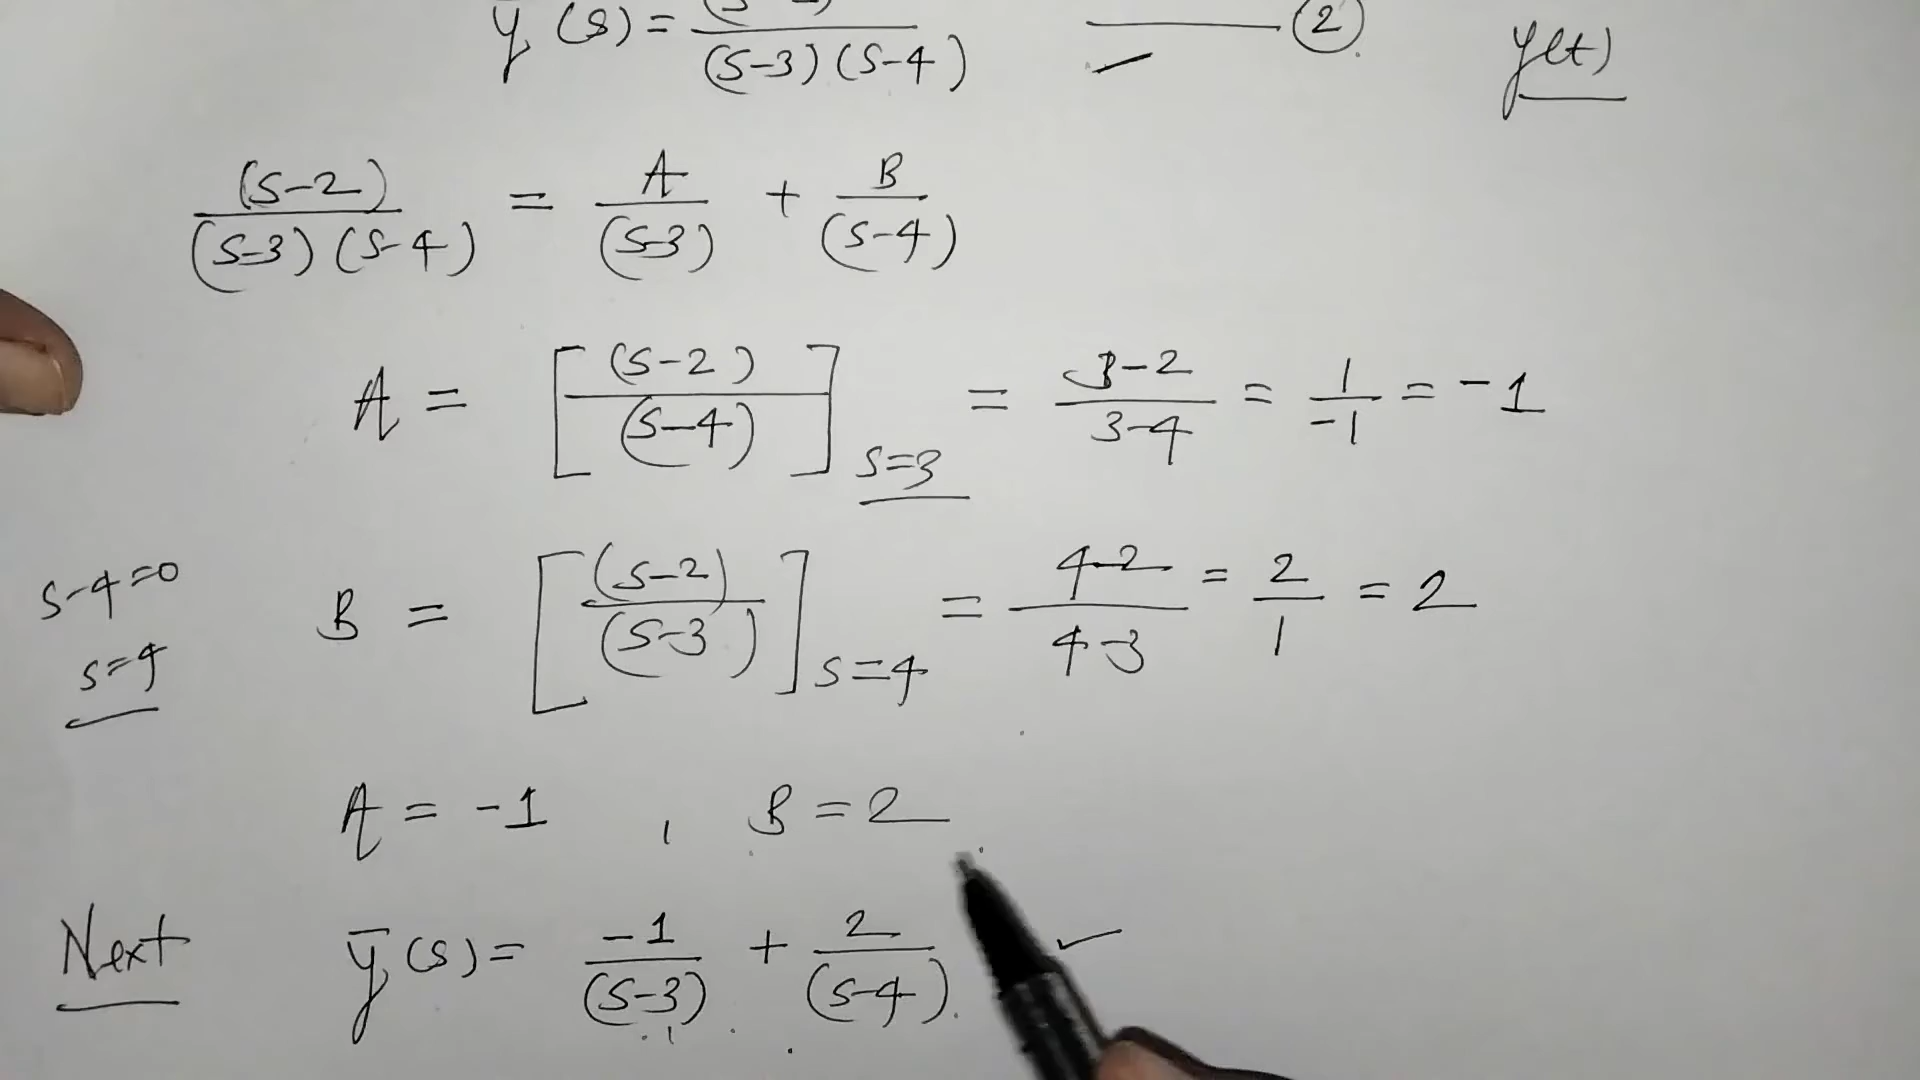 ȳ(s) = (s-2)/(s-3)(s-4) ——— ② y(t)
(s-2)/(s-3)(s-4) = A/(s-3) + B/(s-4)
A = [(s-2)/(s-4)] s=3 = 3-2/3-4 = 1/-1 = -1
s-4=0
s=4
B = [(s-2)/(s-3)] s=4 = 4-2/4-3 = 2/1 = 2
A = -1 , B = 2
Next ȳ(s) = -1/(s-3) + 2/(s-4)